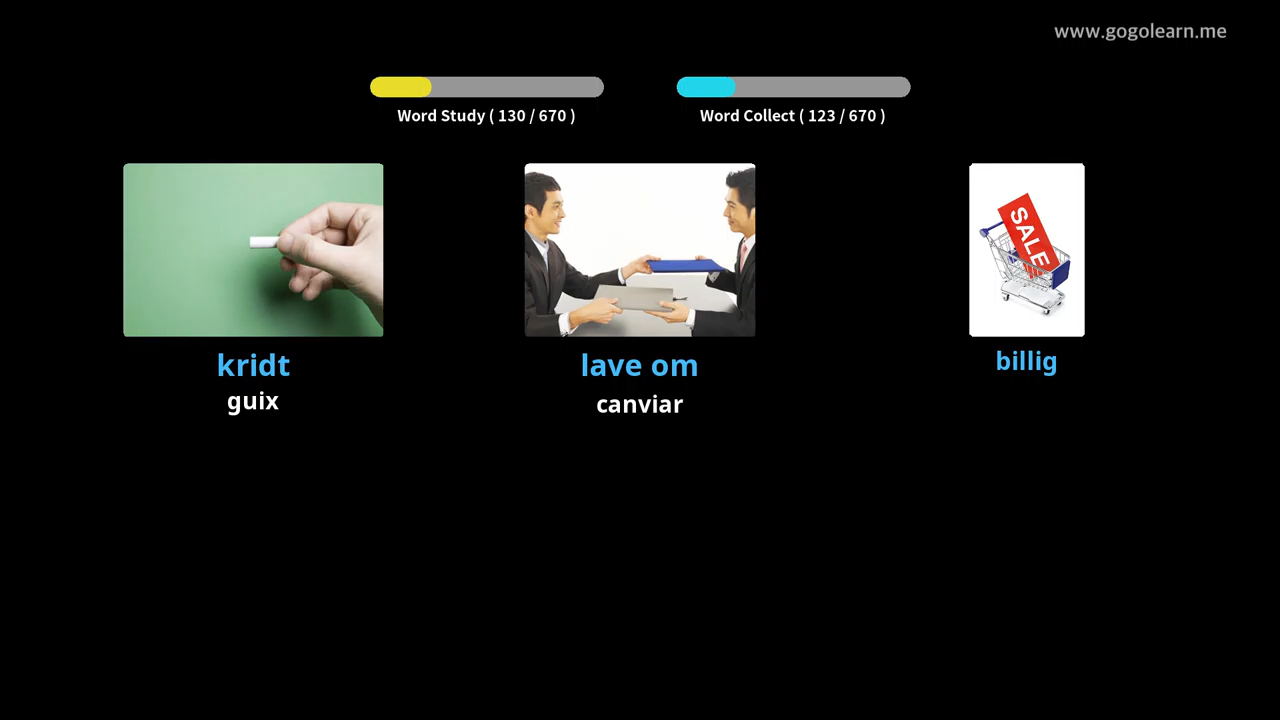 www.gogolearn.me
Word Study ( 130 / 670 )
Word Collect ( 123 / 670 )
SALE
kridt
guix
lave om
canviar
billig